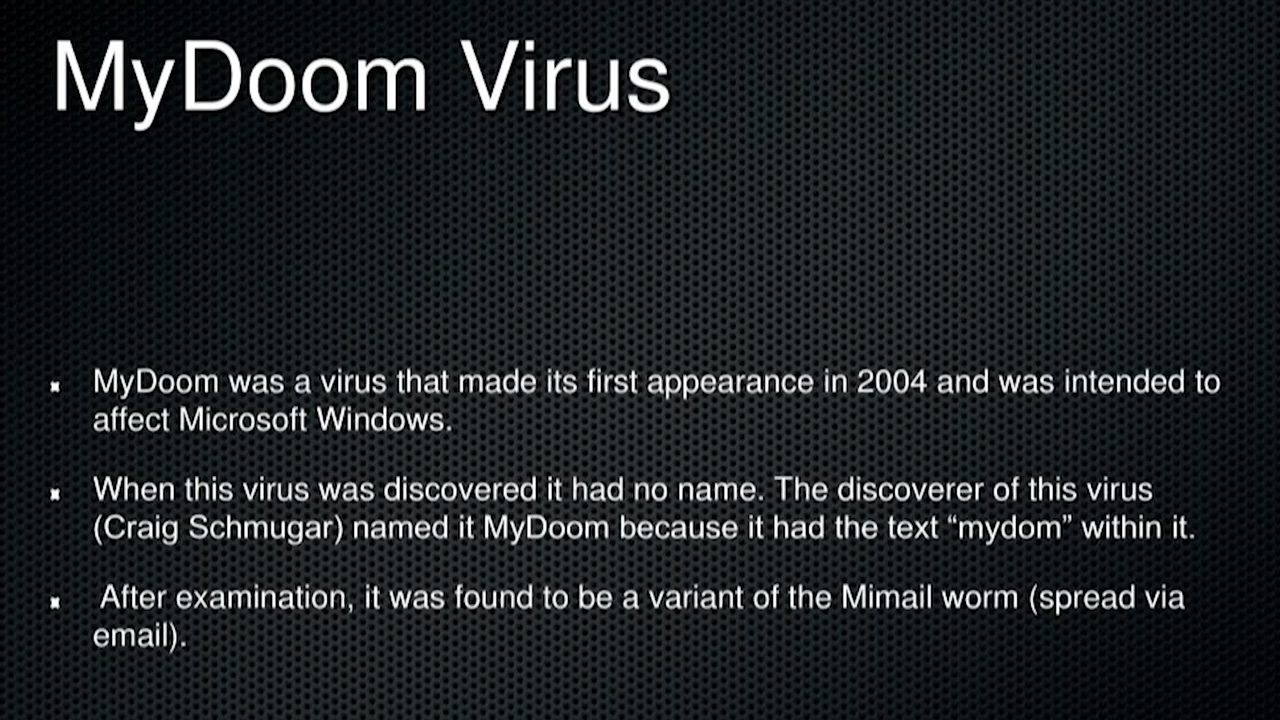 MyDoom Virus
MyDoom was a virus that made its first appearance in 2004 and was intended to
affect Microsoft Windows.
When this virus was discovered it had no name. The discoverer of this virus
(Craig Schmugar) named it MyDoom because it had the text “mydom” within it.
After examination, it was found to be a variant of the Mimail worm (spread via
email).